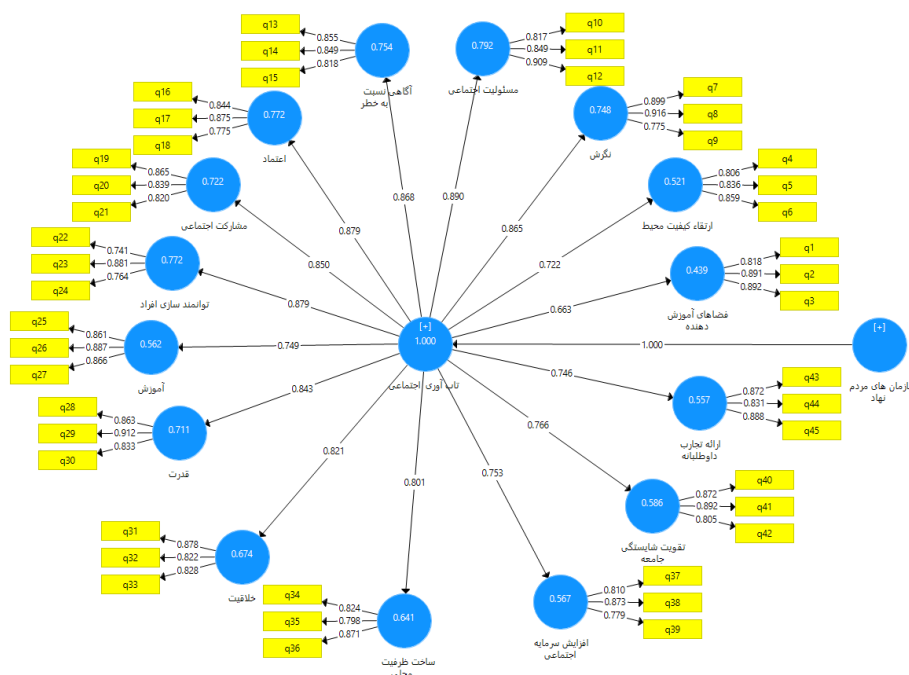 q13
0.855
q14
0.849
q15
0.818
0.754
آگاهی نسبت
به خطر
0.792
مسئولیت اجتماعی
q10
0.817
q11
0.849
q12
0.909
q16
0.844
q17
0.875
q18
0.775
0.772
اعتماد
0.748
نگرش
q7
0.899
q8
0.916
q9
0.775
q19
0.865
q20
0.839
q21
0.820
0.722
مشارکت اجتماعی
0.521
ارتقاء کیفیت محیط
q4
0.806
q5
0.836
q6
0.859
0.868
0.890
0.879
0.865
0.850
0.722
q22
0.741
q23
0.881
q24
0.764
0.772
توانمند سازی افراد
0.879
0.663
0.439
فضاهای آموزش
دهنده
q1
0.818
q2
0.891
q3
0.892
q25
0.861
q26
0.887
q27
0.866
0.562
آموزش
0.749
[+]
1.000
تاب آوری اجتماعی
1.000
[+]
زمان های مردم
نهاد
q28
0.863
q29
0.912
q30
0.833
0.711
قدرت
0.843
0.746
0.557
ارائه تجارب
داوطلبانه
q43
0.872
q44
0.831
q45
0.888
0.821
0.801
0.753
0.766
0.586
تقویت شایستگی
جامعه
q40
0.872
q41
0.892
q42
0.805
q31
0.878
q32
0.822
q33
0.828
0.674
خلاقیت
q34
0.824
q35
0.798
q36
0.871
0.641
ساخت ظرفیت
0.567
افزایش سرمایه
اجتماعی
q37
0.810
q38
0.873
q39
0.779